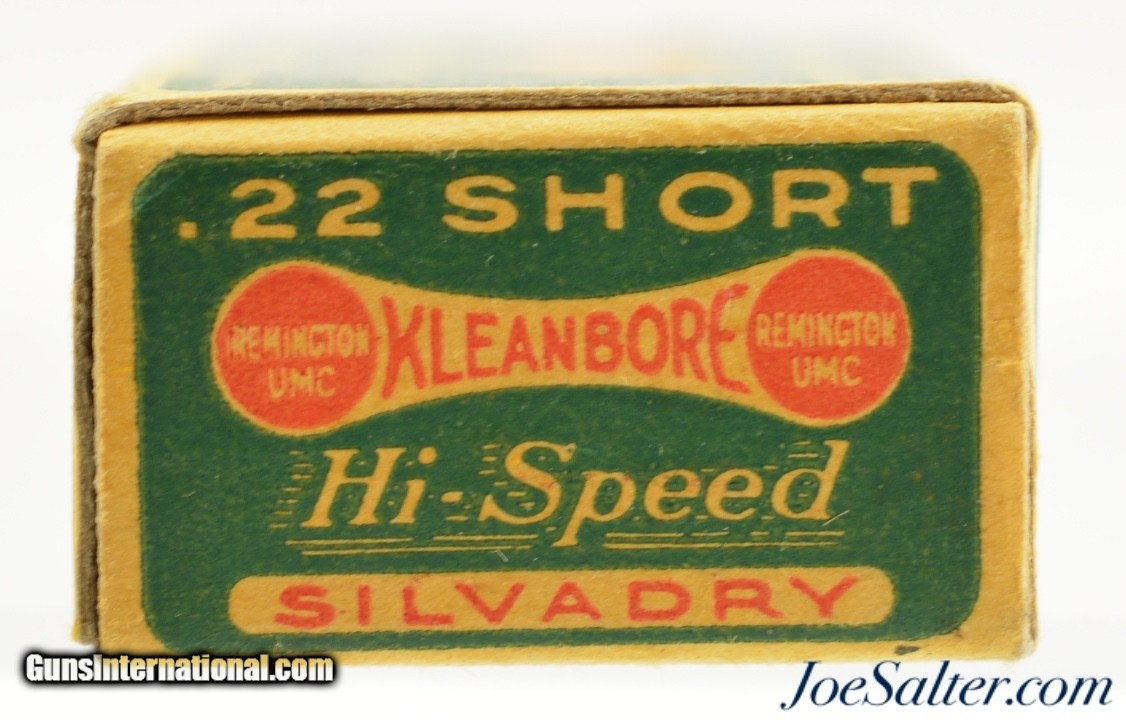 .22 SHORT
REMINGTON UMC KLEANBORE REMINGTON UMC
Hi-Speed
SILVADRY
GunsInternational.com
JoeSalter.com